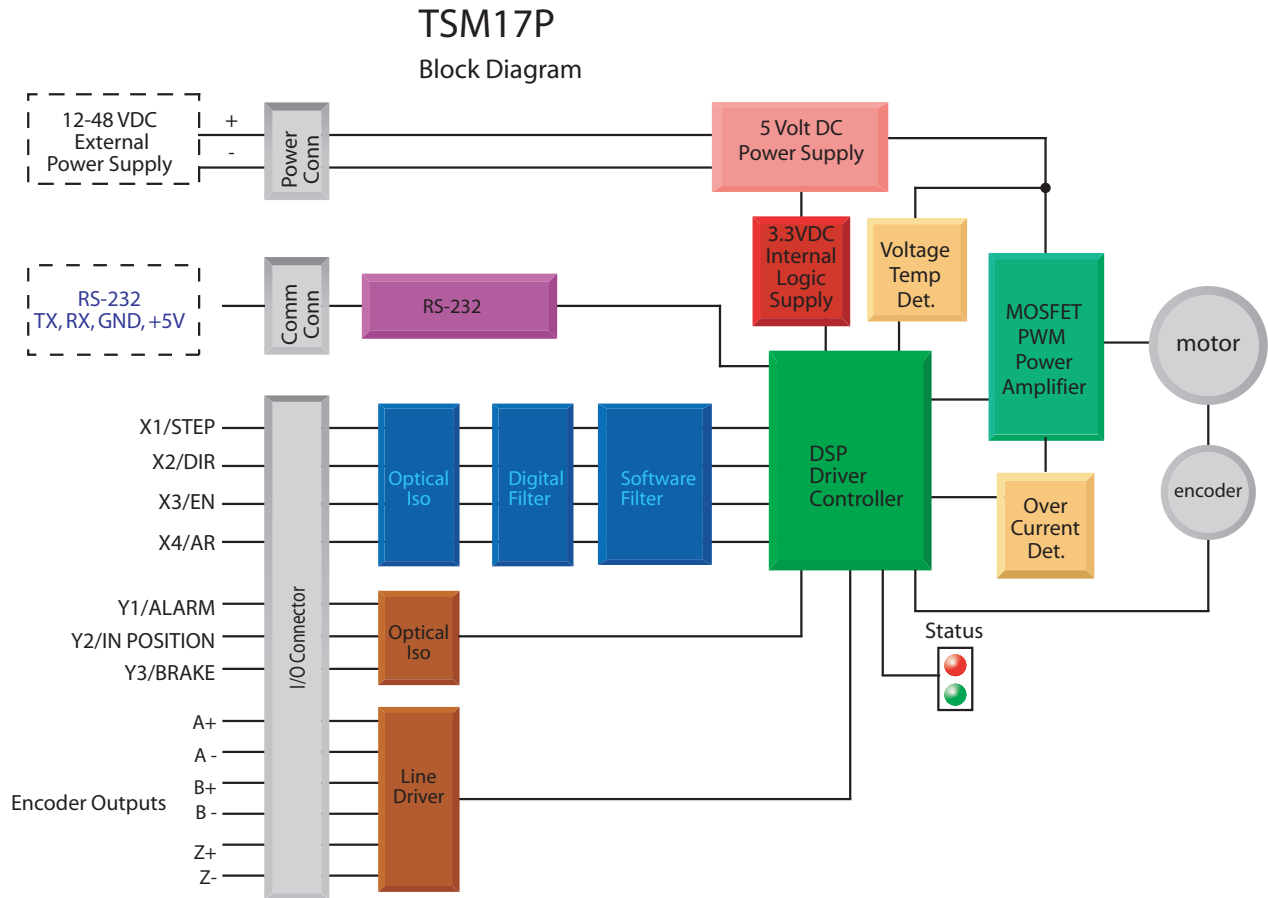 TSM17P
Block Diagram
12-48 VDC
External
Power Supply
+
-
Power
Conn
5 Volt DC
Power Supply
3.3VDC
Internal
Logic
Supply
Voltage
Temp
Det.
RS-232
TX, RX, GND, +5V
Comm
Conn
RS-232
MOSFET
PWM
Power
Amplifier
motor
X1/STEP
X2/DIR
X3/EN
X4/AR
I/O Connector
Optical
Iso
Digital
Filter
Software
Filter
DSP
Driver
Controller
Over
Current
Det.
encoder
Y1/ALARM
Y2/IN POSITION
Y3/BRAKE
Optical
Iso
Status
Encoder Outputs
A+
A -
B+
B -
Z+
Z-
Line
Driver